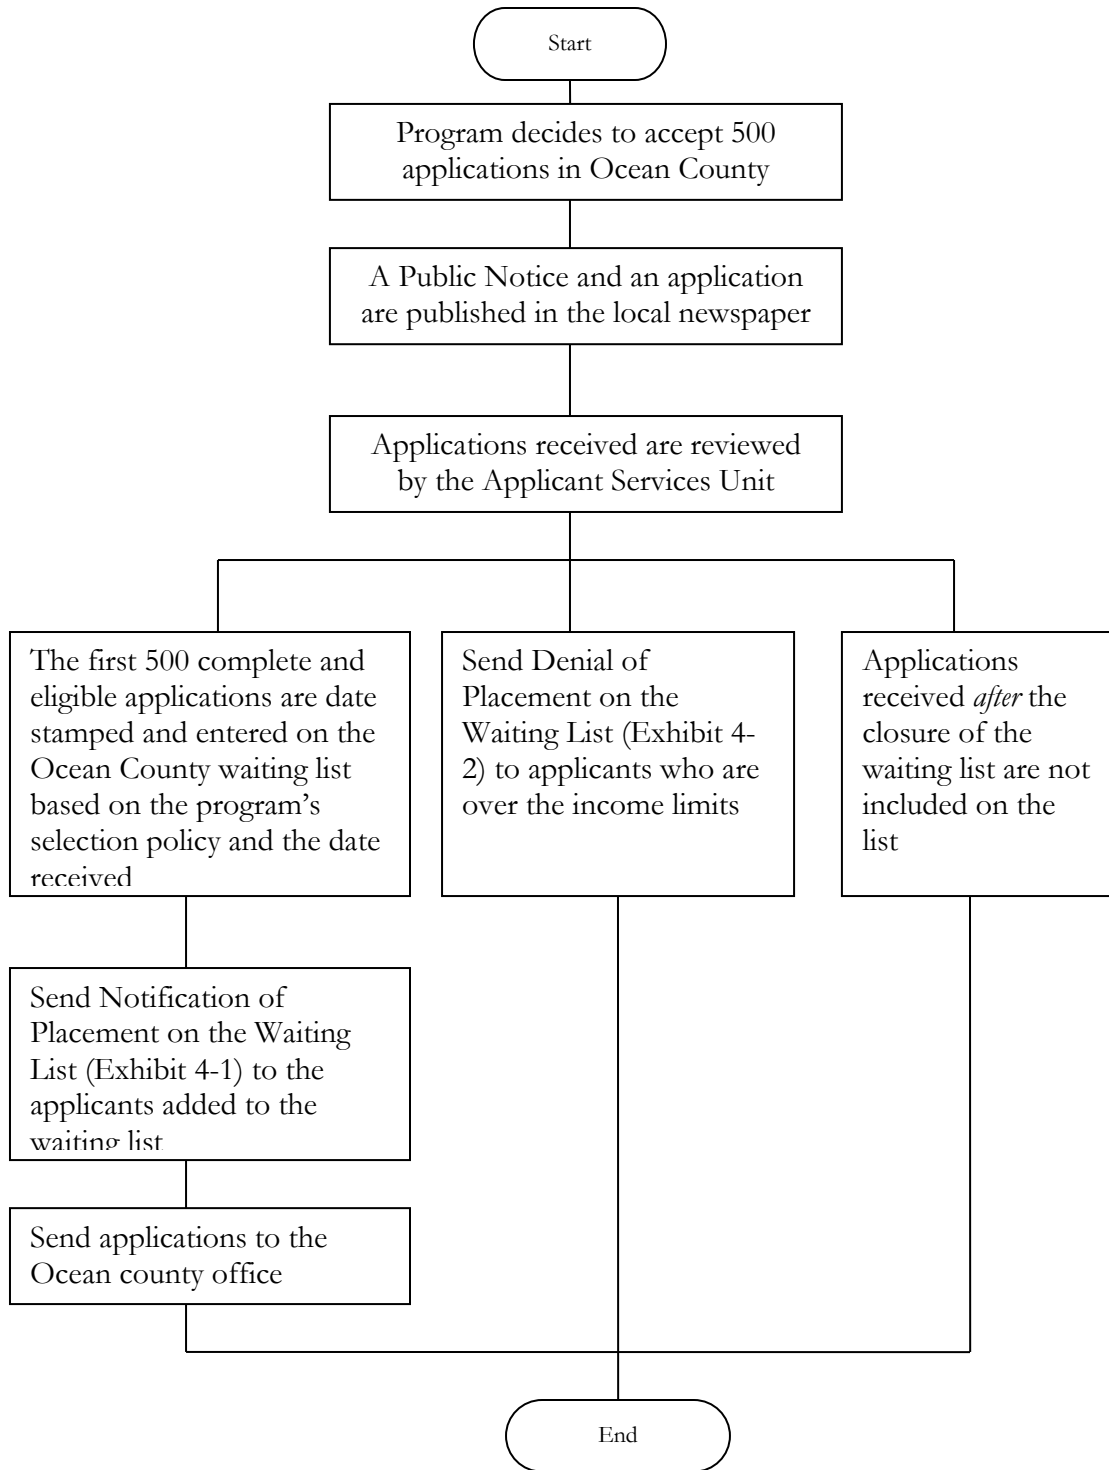 Start
Program decides to accept 500
applications in Ocean County
A Public Notice and an application
are published in the local newspaper
Applications received are reviewed
by the Applicant Services Unit
The first 500 complete and
eligible applications are date
stamped and entered on the
Ocean County waiting list
based on the program’s
selection policy and the date
received
Send Notification of
Placement on the Waiting
List (Exhibit 4-1) to the
applicants added to the
waiting list
Send applications to the
Ocean county office
Send Denial of
Placement on the
Waiting List (Exhibit 4-
2) to applicants who are
over the income limits
Applications
received after the
closure of the
waiting list are not
included on the
list
End